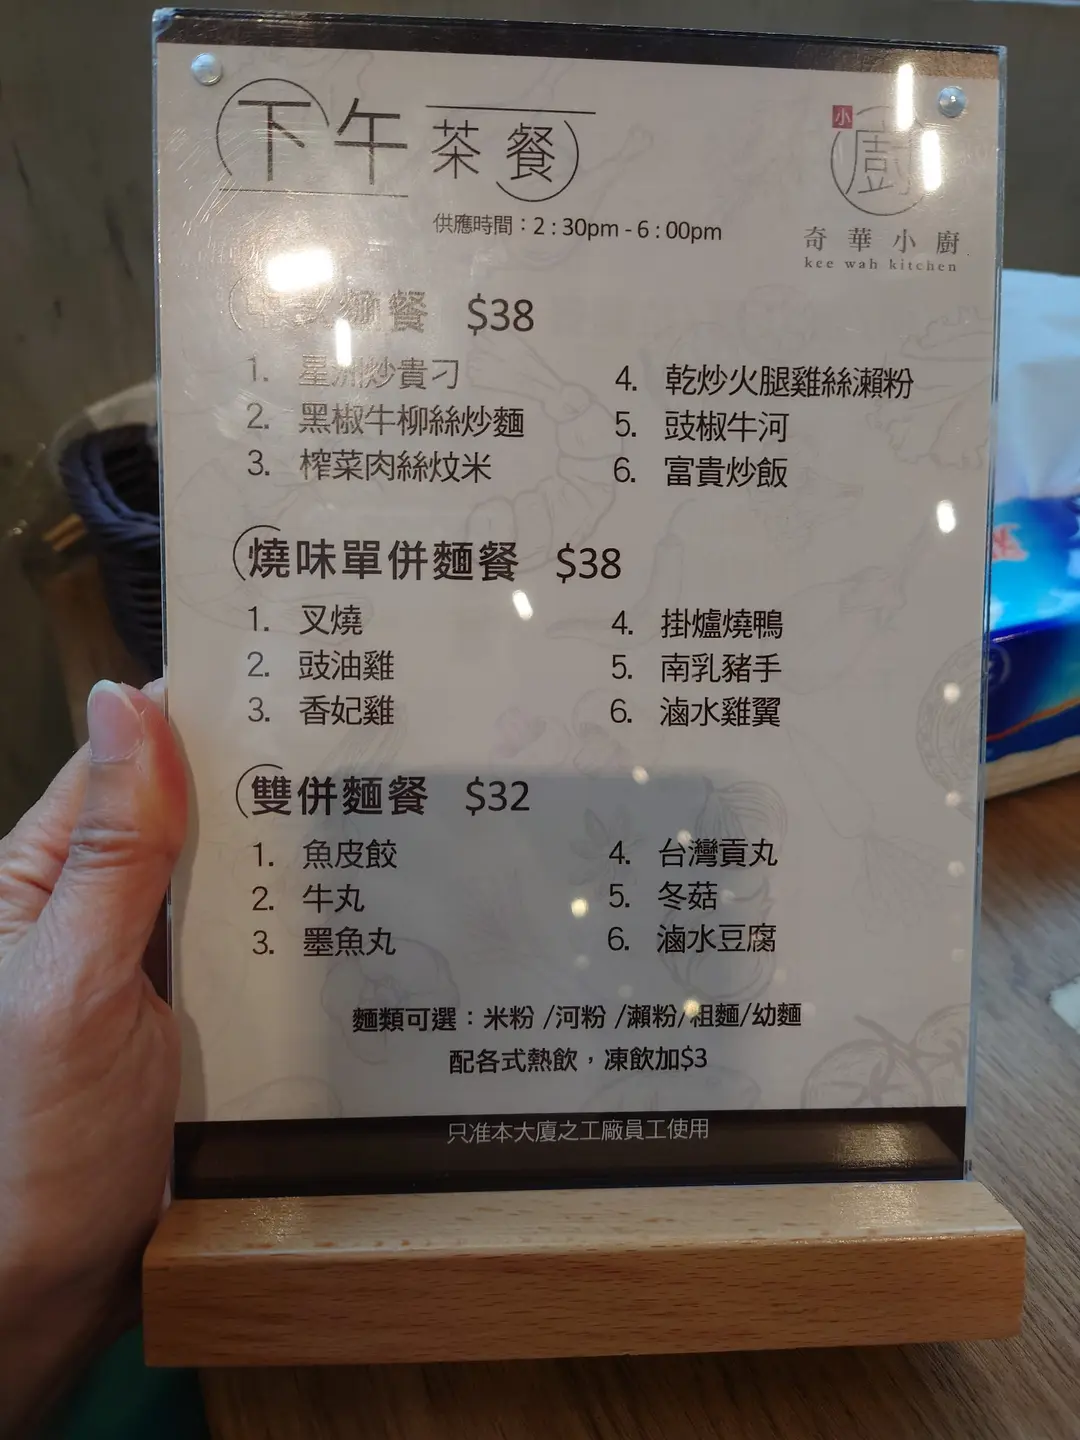 下午茶餐
小
廚
奇華小廚
kee wah kitchen
供應時間：2:30pm - 6:00pm
麵餐 $38
1. 星洲炒貴刁
2. 黑椒牛柳絲炒麵
3. 榨菜肉絲炆米
4. 乾炒火腿雞絲瀨粉
5. 豉椒牛河
6. 富貴炒飯
燒味單併麵餐 $38
1. 叉燒
2. 豉油雞
3. 香妃雞
4. 掛爐燒鴨
5. 南乳豬手
6. 滷水雞翼
雙併麵餐 $32
1. 魚皮餃
2. 牛丸
3. 墨魚丸
4. 台灣貢丸
5. 冬菇
6. 滷水豆腐
麵類可選：米粉 /河粉 /瀨粉/粗麵/幼麵
配各式熱飲，凍飲加$3
只准本大廈之工廠員工使用